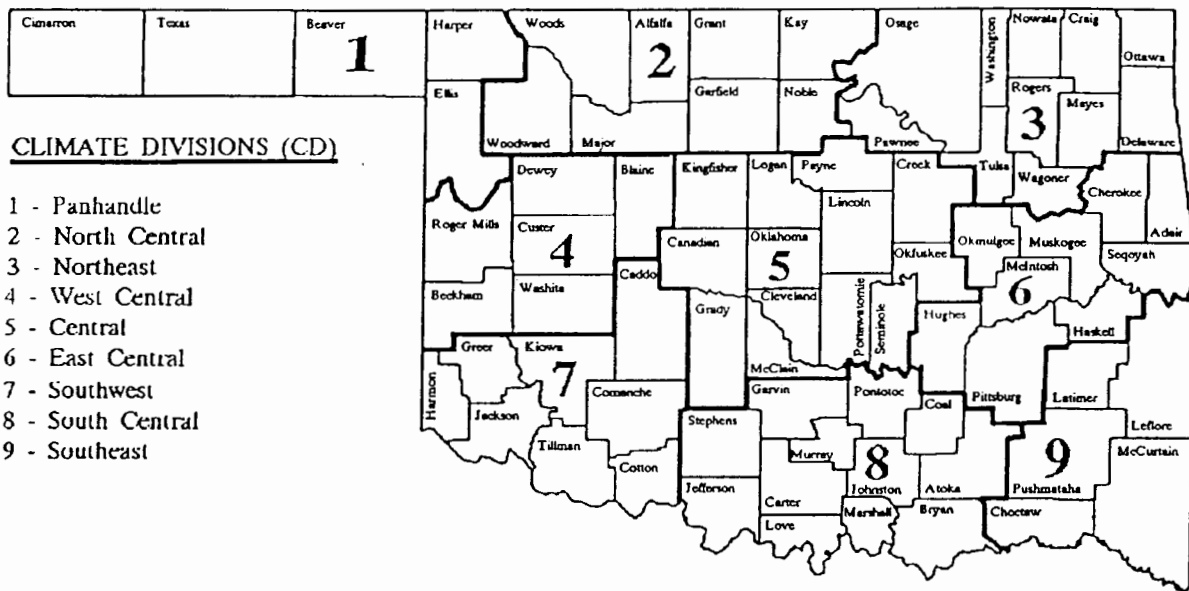 Cimarron
Texas
Beaver
Harper
Woods
Alfalfa
Grant
Kay
Osage
Washington
Nowata
Craig
Ottawa
1
2
Ellis
Garfield
Noble
Rogers
Mayes
3
CLIMATE DIVISIONS (CD)
Woodward
Major
Pawnee
Delaware
Dewey
Blaine
Kingfisher
Logan
Payne
Creek
Tulsa
Wagoner
Cherokee
1 - Panhandle
2 - North Central
3 - Northeast
4 - West Central
5 - Central
6 - East Central
7 - Southwest
8 - South Central
9 - Southeast
Roger Mills
Custer
4
Canadian
Oklahoma
5
Lincoln
Okmulgee
Muskogee
Adair
Sequoyah
Okfuskee
McIntosh
6
Caddo
Beckham
Washita
Grady
Cleveland
Pottawatomie
Seminole
Hughes
Haskell
Greer
Kiowa
7
McClain
Harmon
Jackson
Comanche
Garvin
Pontotoc
Coal
Pittsburg
Latimer
Stephens
Leflore
Tillman
Cotton
Murray
8
9
McCurtain
Jefferson
Johnston
Atoka
Pushmataha
Carter
Marshall
Bryan
Choctaw
Love